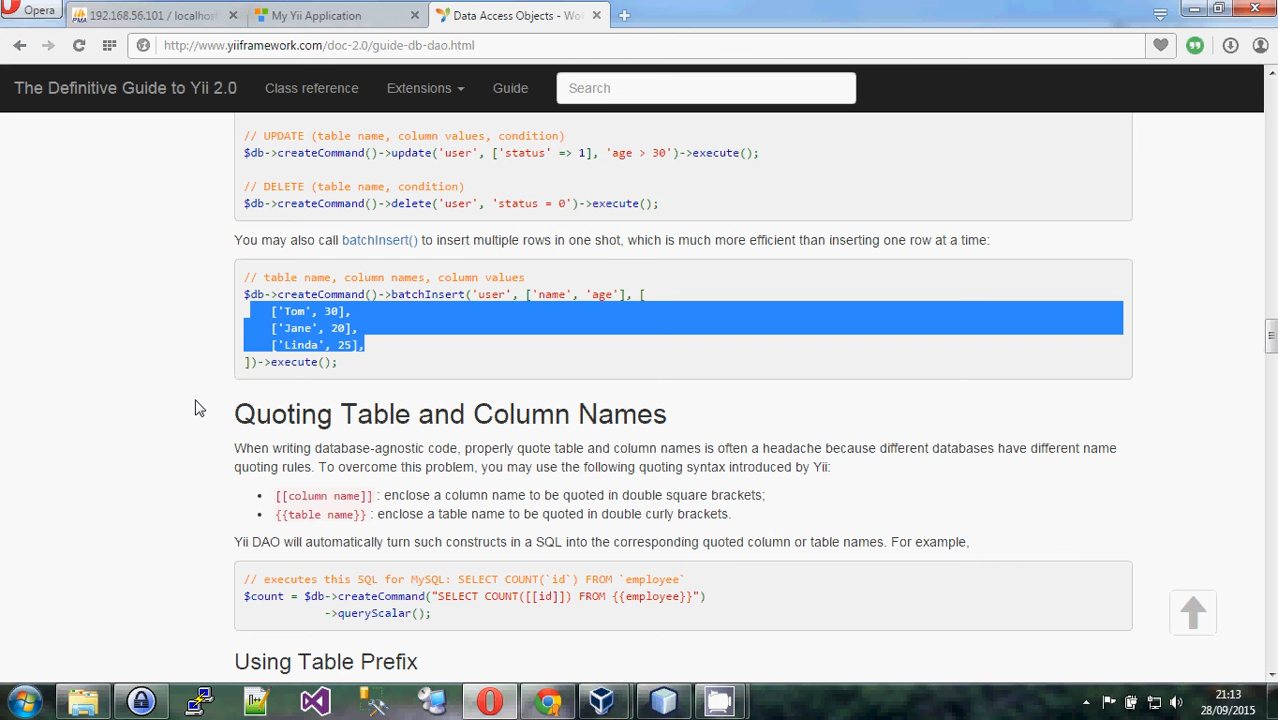 Opera
192.168.56.101 / localhost
My Yii Application
Data Access Objects - Wo
http://www.yiiframework.com/doc-2.0/guide-db-dao.html
The Definitive Guide to Yii 2.0
Class reference
Extensions
Guide
Search
// UPDATE (table name, column values, condition)
$db->createCommand()->update('user', ['status' => 1], 'age > 30')->execute();
// DELETE (table name, condition)
$db->createCommand()->delete('user', 'status = 0')->execute();
You may also call batchInsert() to insert multiple rows in one shot, which is much more efficient than inserting one row at a time:
// table name, column names, column values
$db->createCommand()->batchInsert('user', ['name', 'age'], [
['Tom', 30],
['Jane', 20],
['Linda', 25],
])->execute();
Quoting Table and Column Names
When writing database-agnostic code, properly quote table and column names is often a headache because different databases have different name
quoting rules. To overcome this problem, you may use the following quoting syntax introduced by Yii:
• [[column name]] : enclose a column name to be quoted in double square brackets;
• {{table name}} : enclose a table name to be quoted in double curly brackets.
Yii DAO will automatically turn such constructs in a SQL into the corresponding quoted column or table names. For example,
// executes this SQL for MySQL: SELECT COUNT(`id`) FROM `employee`
$count = $db->createCommand("SELECT COUNT([[id]]) FROM {{employee}}")
->queryScalar();
Using Table Prefix
21:13
28/09/2015